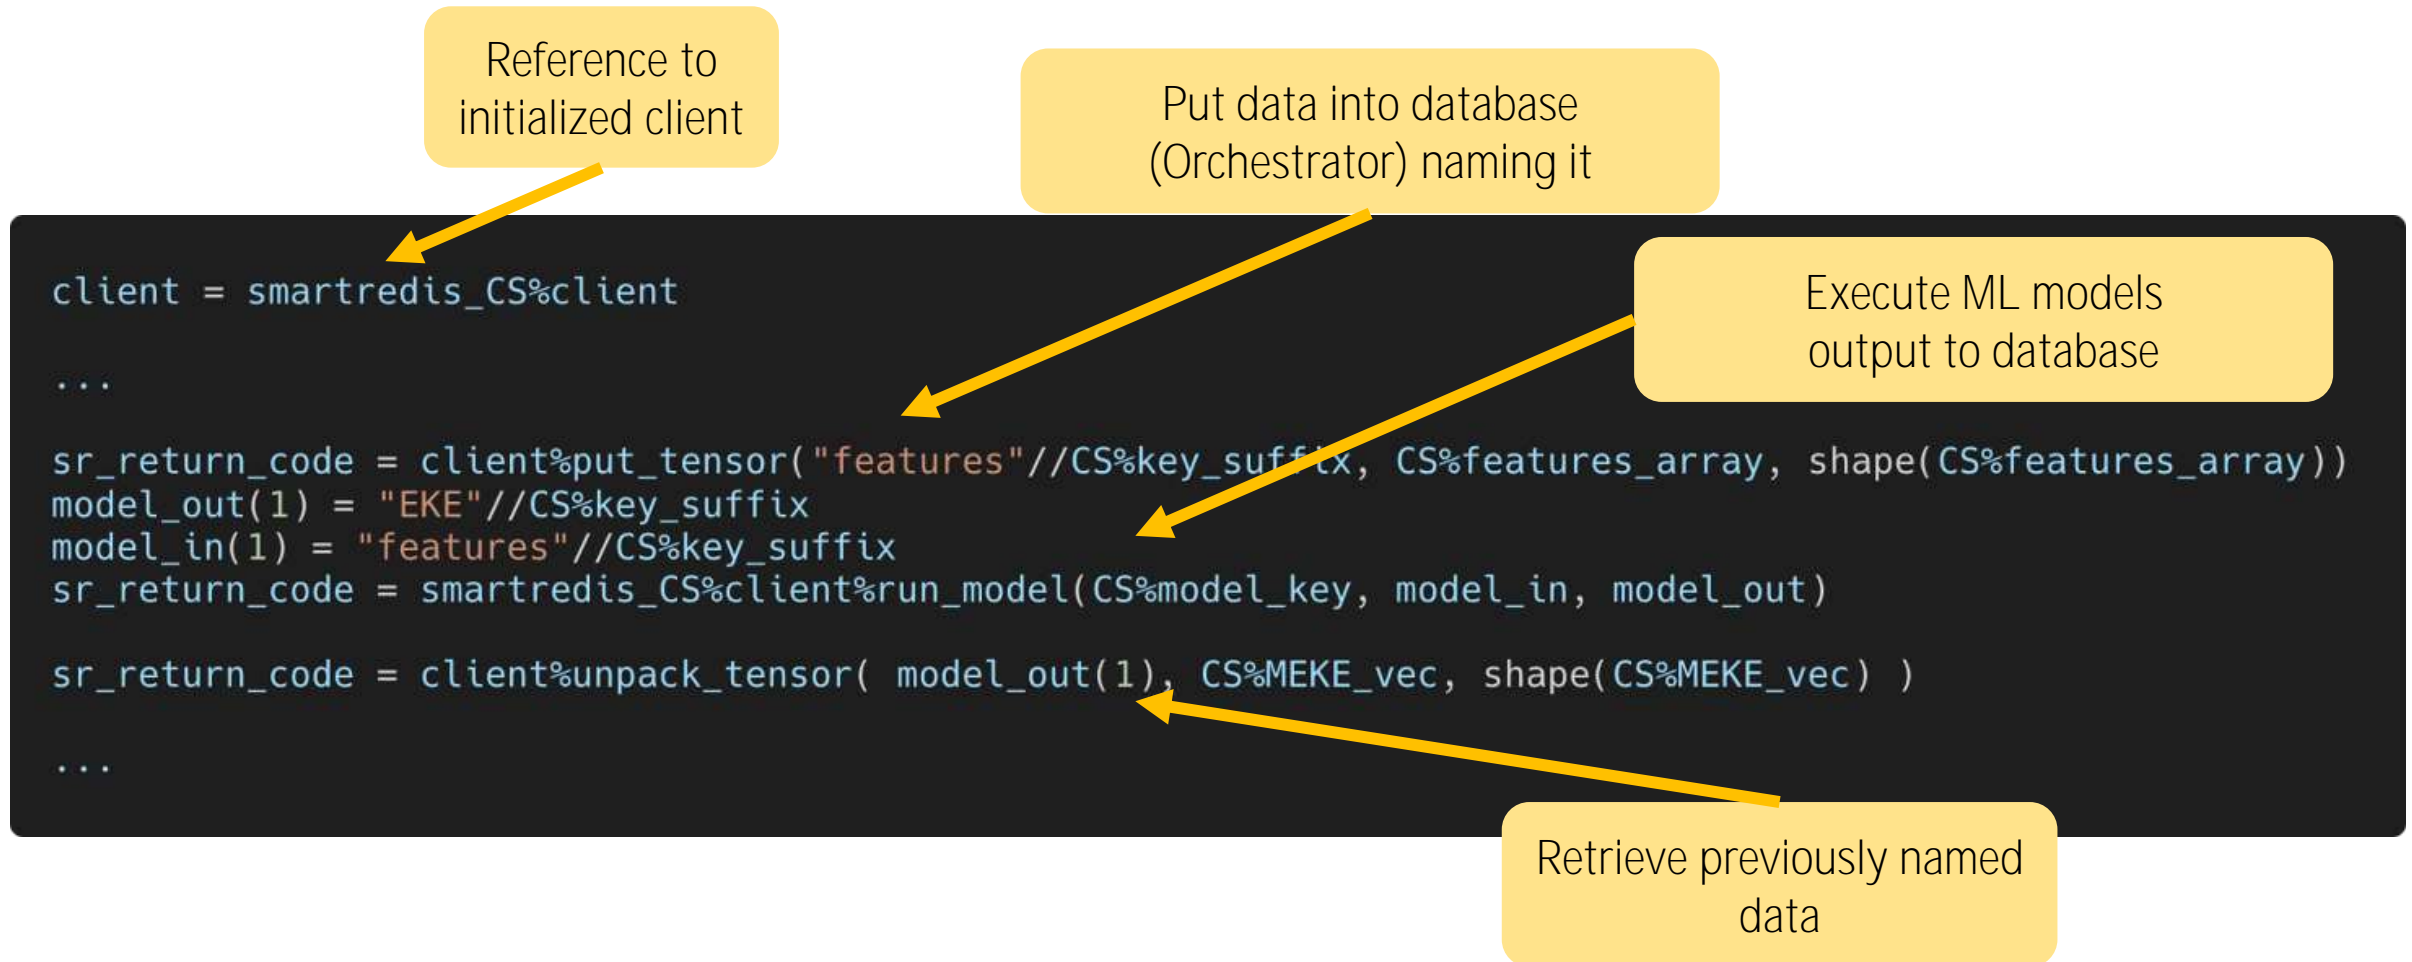 Reference to
initialized client
Put data into database
(Orchestrator) naming it
Execute ML models
output to database
client = smartredis_CS%client
...
sr_return_code = client%put_tensor("features"//CS%key_suffix, CS%features_array, shape(CS%features_array))
model_out(1) = "EKE"//CS%key_suffix
model_in(1) = "features"//CS%key_suffix
sr_return_code = smartredis_CS%client%run_model(CS%model_key, model_in, model_out)
sr_return_code = client%unpack_tensor( model_out(1), CS%MEKE_vec, shape(CS%MEKE_vec) )
...
Retrieve previously named
data